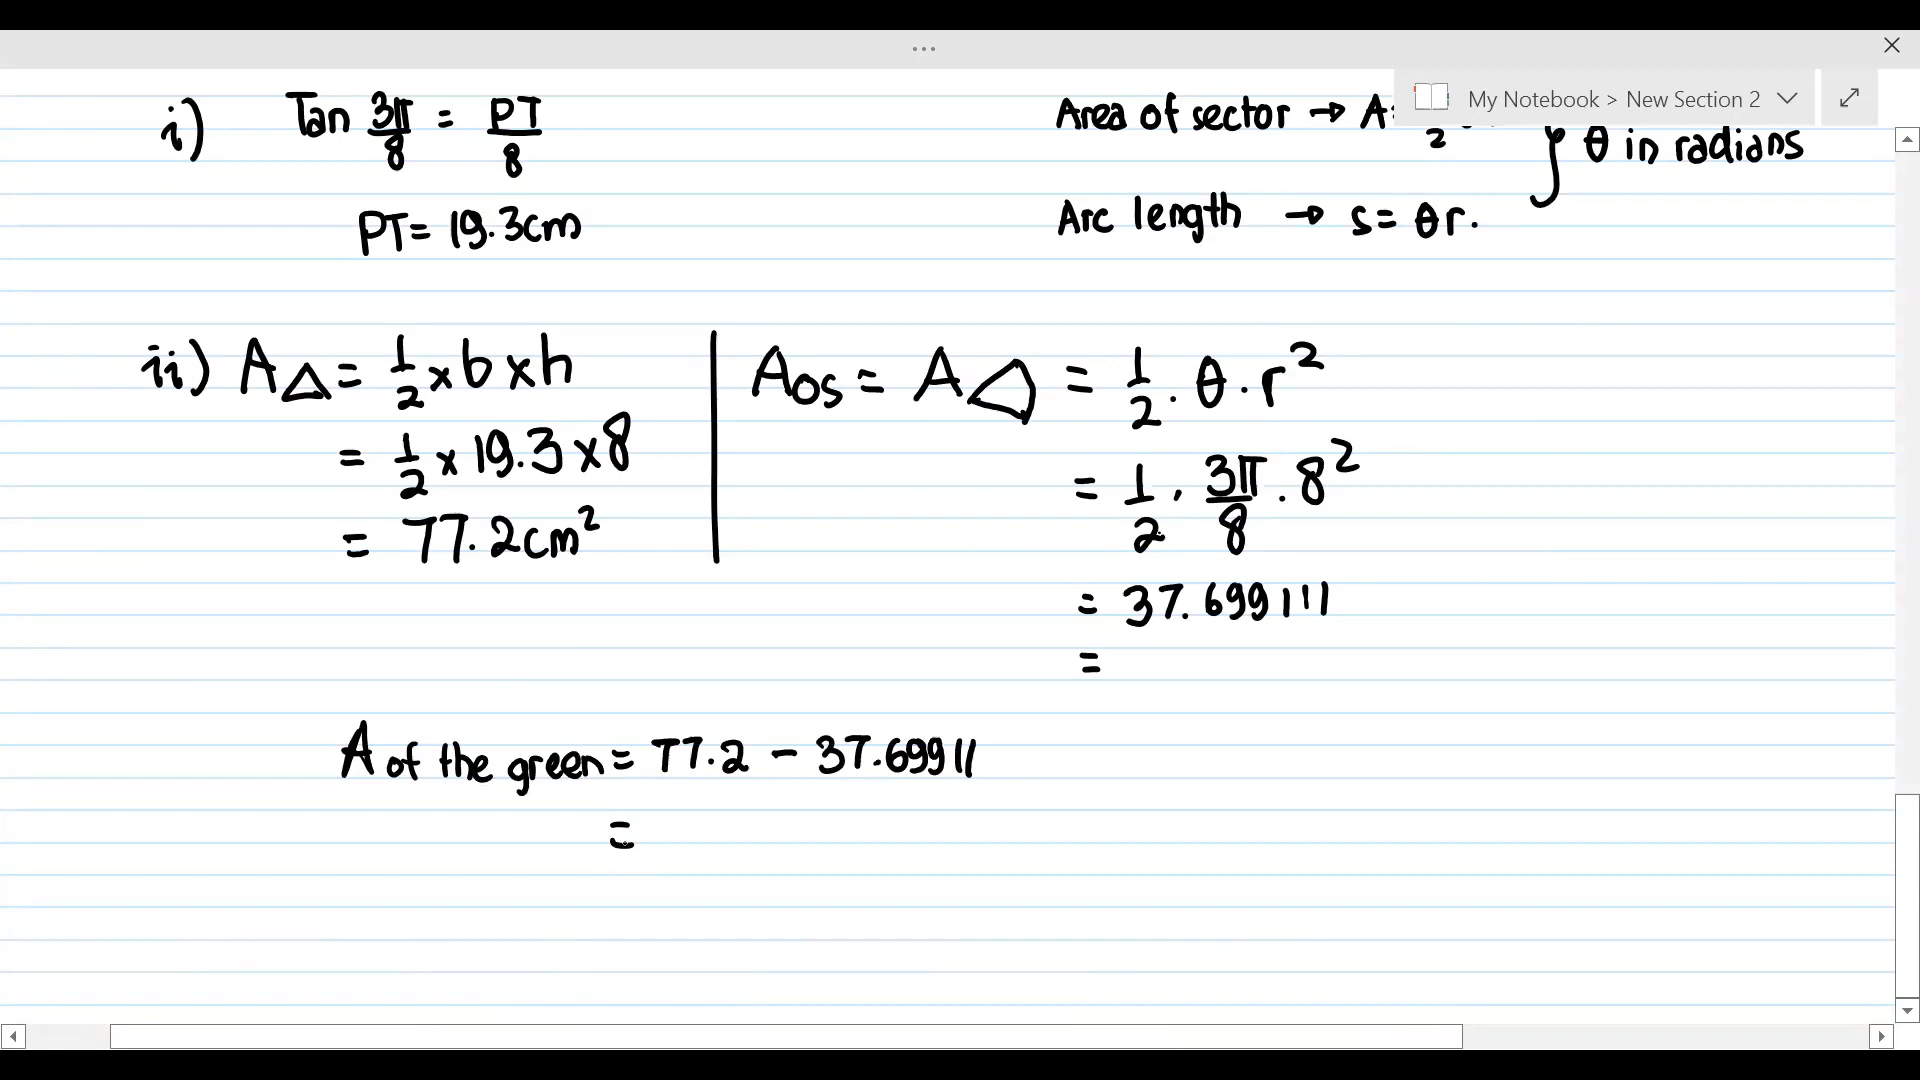 ...
My Notebook > New Section 2
i) Tan 3π/8 = PT/8
PT = 19.3cm
Area of sector → A = 2
θ in radians
Arc length → s = θr.
ii) A△ = 1/2 × b × h
= 1/2 × 19.3 × 8
= 77.2cm²
Aos = A = 1/2 . θ . r²
= 1/2 . 3π/8 . 8²
= 37.699111
=
A of the green = 77.2 - 37.69911
=